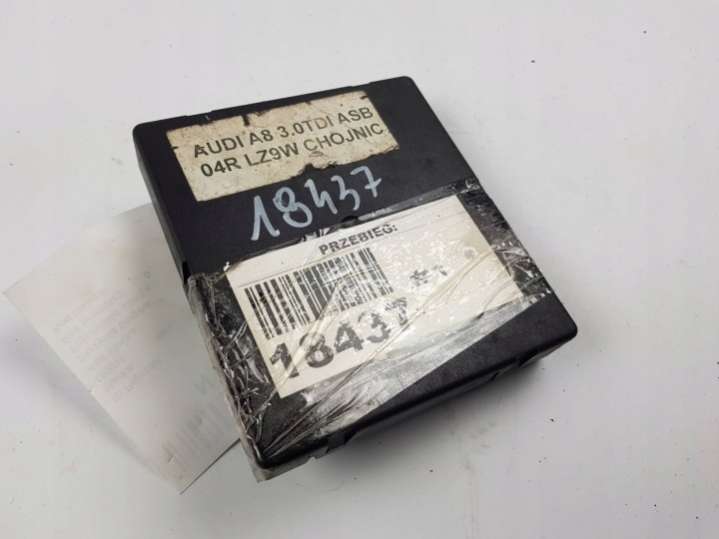 AUDI A8 3.0TDI ASB
04R LZ9W CHOJNIC
18437
PRZEBIEG:
18437